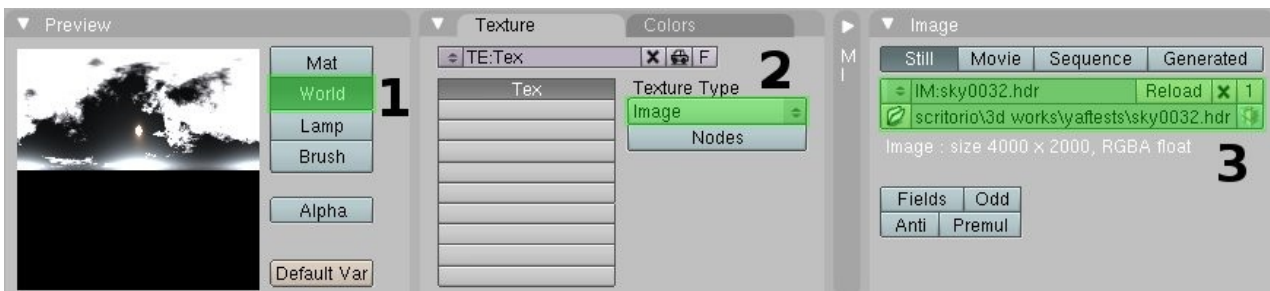 Preview
Mat
World
1
Lamp
Brush
Alpha
Default Var
Texture
Colors
TE:Tex
F
Tex
Texture Type
2
Image
Nodes
M
I
Image
Still Movie Sequence Generated
IM:sky0032.hdr Reload 1
scritorio\3d works\yaftests\sky0032.hdr
Image : size 4000 x 2000, RGBA float
3
Fields Odd
Anti Premul